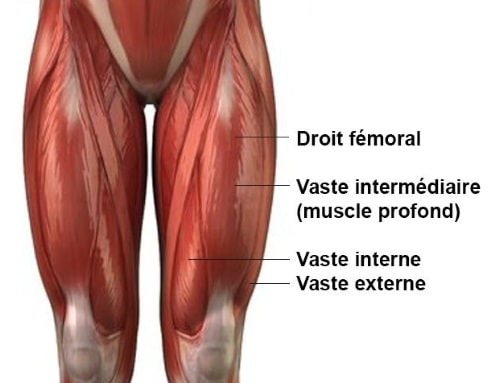 Droit fémoral
Vaste intermédiaire
(muscle profond)
Vaste interne
Vaste externe